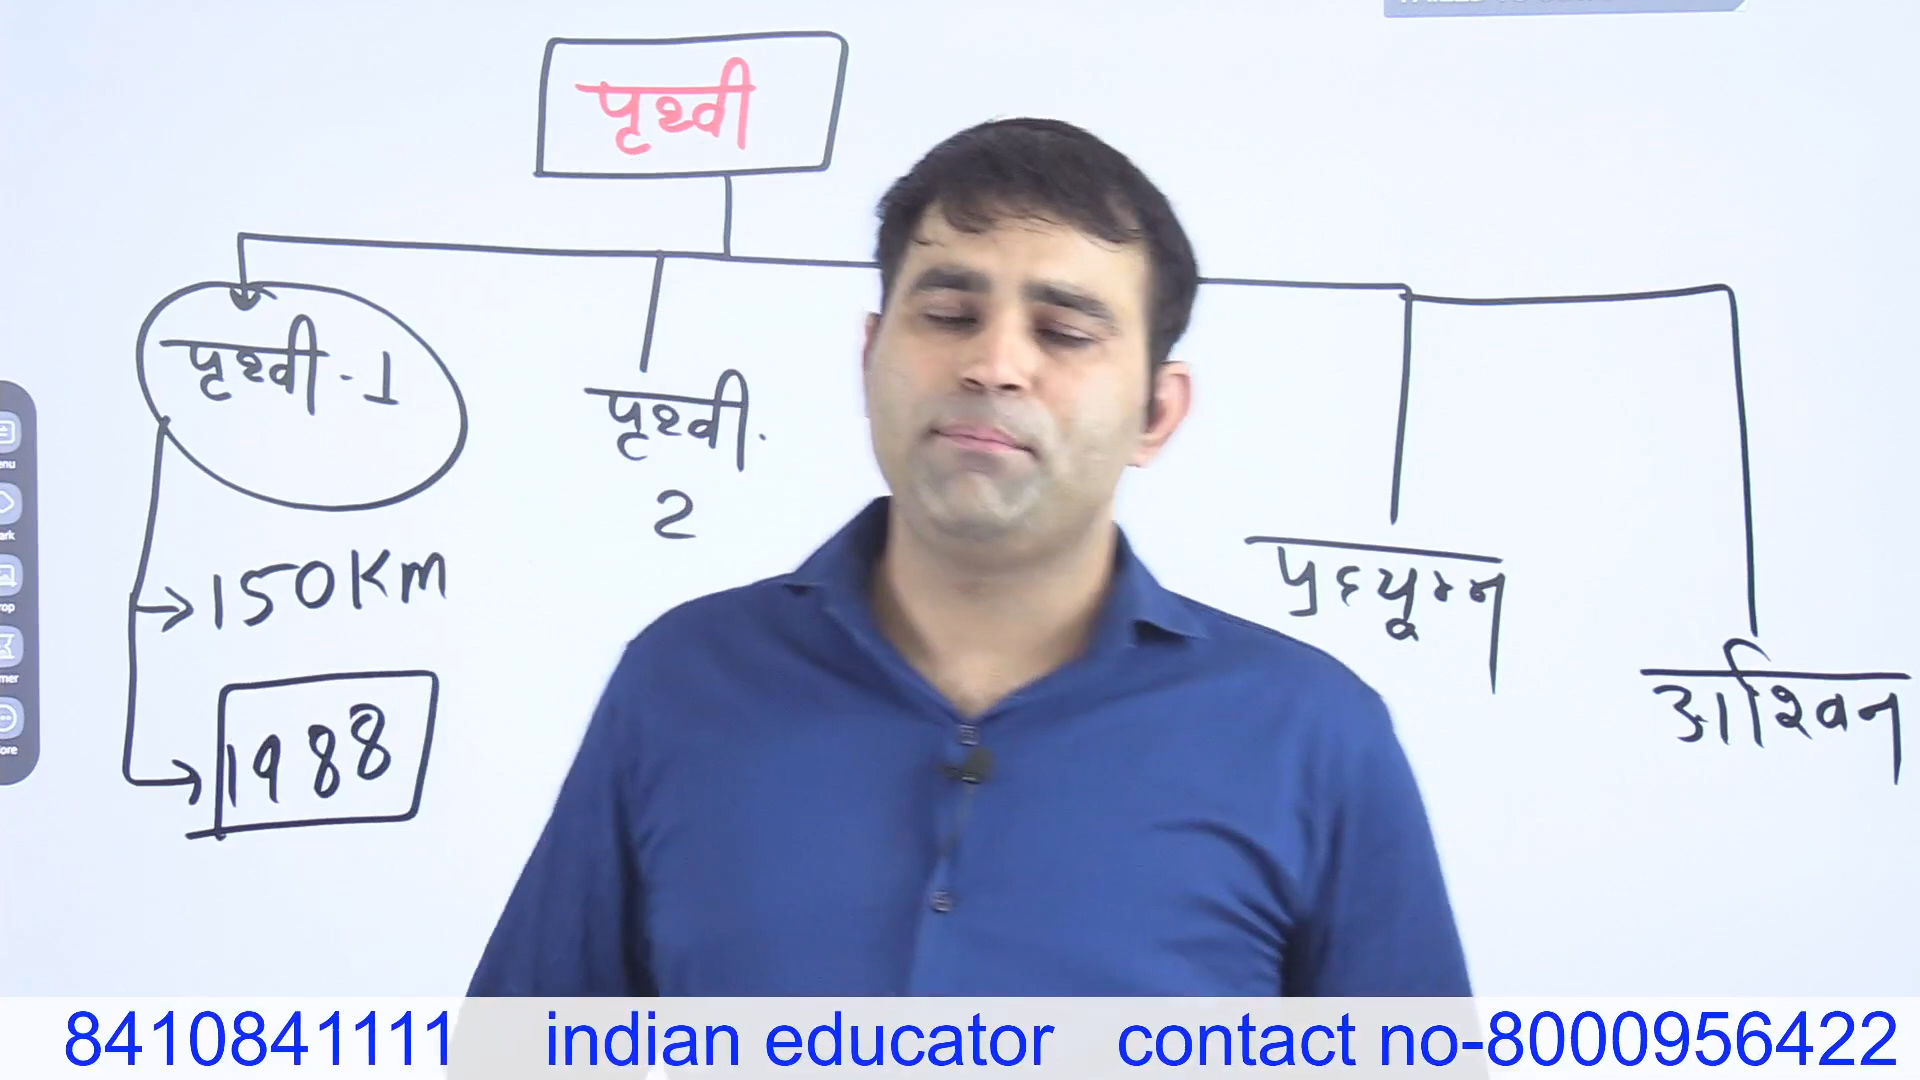 पृथ्वी
पृथ्वी - 1
पृथ्वी -
2
150Km
1988
प्रद्युम्न
अश्विन
8410841111 indian educator contact no-8000956422